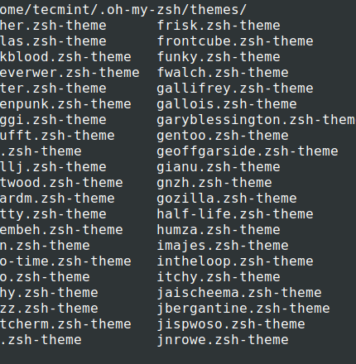 ome/tecmint/.oh-my-zsh/themes/
her.zsh-theme frisk.zsh-theme
las.zsh-theme frontcube.zsh-theme
kblood.zsh-theme funky.zsh-theme
everwer.zsh-theme fwalch.zsh-theme
ter.zsh-theme gallifrey.zsh-theme
enpunk.zsh-theme gallois.zsh-theme
ggi.zsh-theme garyblessington.zsh-them
ufft.zsh-theme gentoo.zsh-theme
.zsh-theme geoffgarside.zsh-theme
llj.zsh-theme gianu.zsh-theme
twood.zsh-theme gnzh.zsh-theme
ardm.zsh-theme gozilla.zsh-theme
tty.zsh-theme half-life.zsh-theme
embeh.zsh-theme humza.zsh-theme
n.zsh-theme imajes.zsh-theme
o-time.zsh-theme intheloop.zsh-theme
o.zsh-theme itchy.zsh-theme
hy.zsh-theme jaischeema.zsh-theme
zz.zsh-theme jbergantine.zsh-theme
tcherm.zsh-theme jispwoso.zsh-theme
.zsh-theme jnrowe.zsh-theme